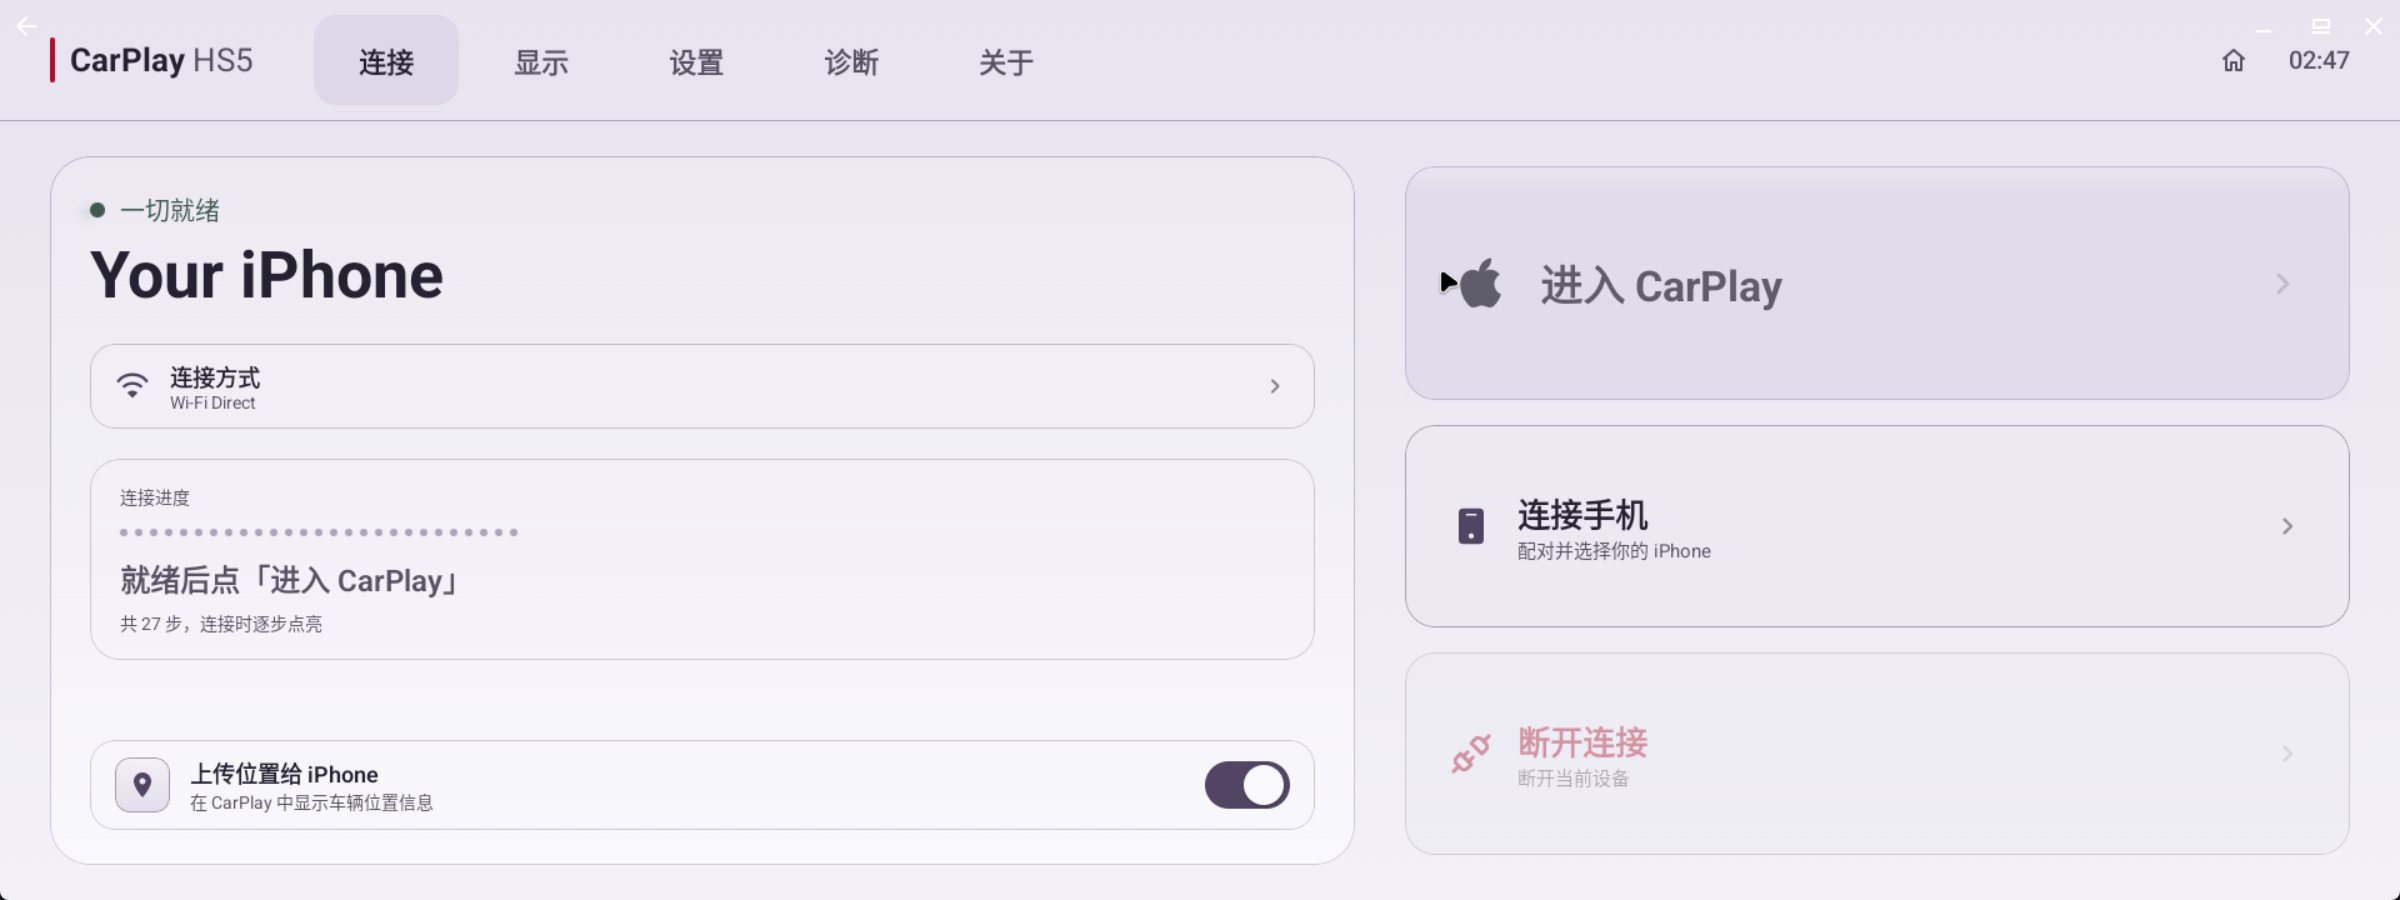 CarPlay HS5
连接
显示
设置
诊断
关于
02:47
一切就绪
Your iPhone
连接方式
Wi-Fi Direct
连接进度
就绪后点「进入 CarPlay」
共 27 步，连接时逐步点亮
上传位置给 iPhone
在 CarPlay 中显示车辆位置信息
进入 CarPlay
连接手机
配对并选择你的 iPhone
断开连接
断开当前设备